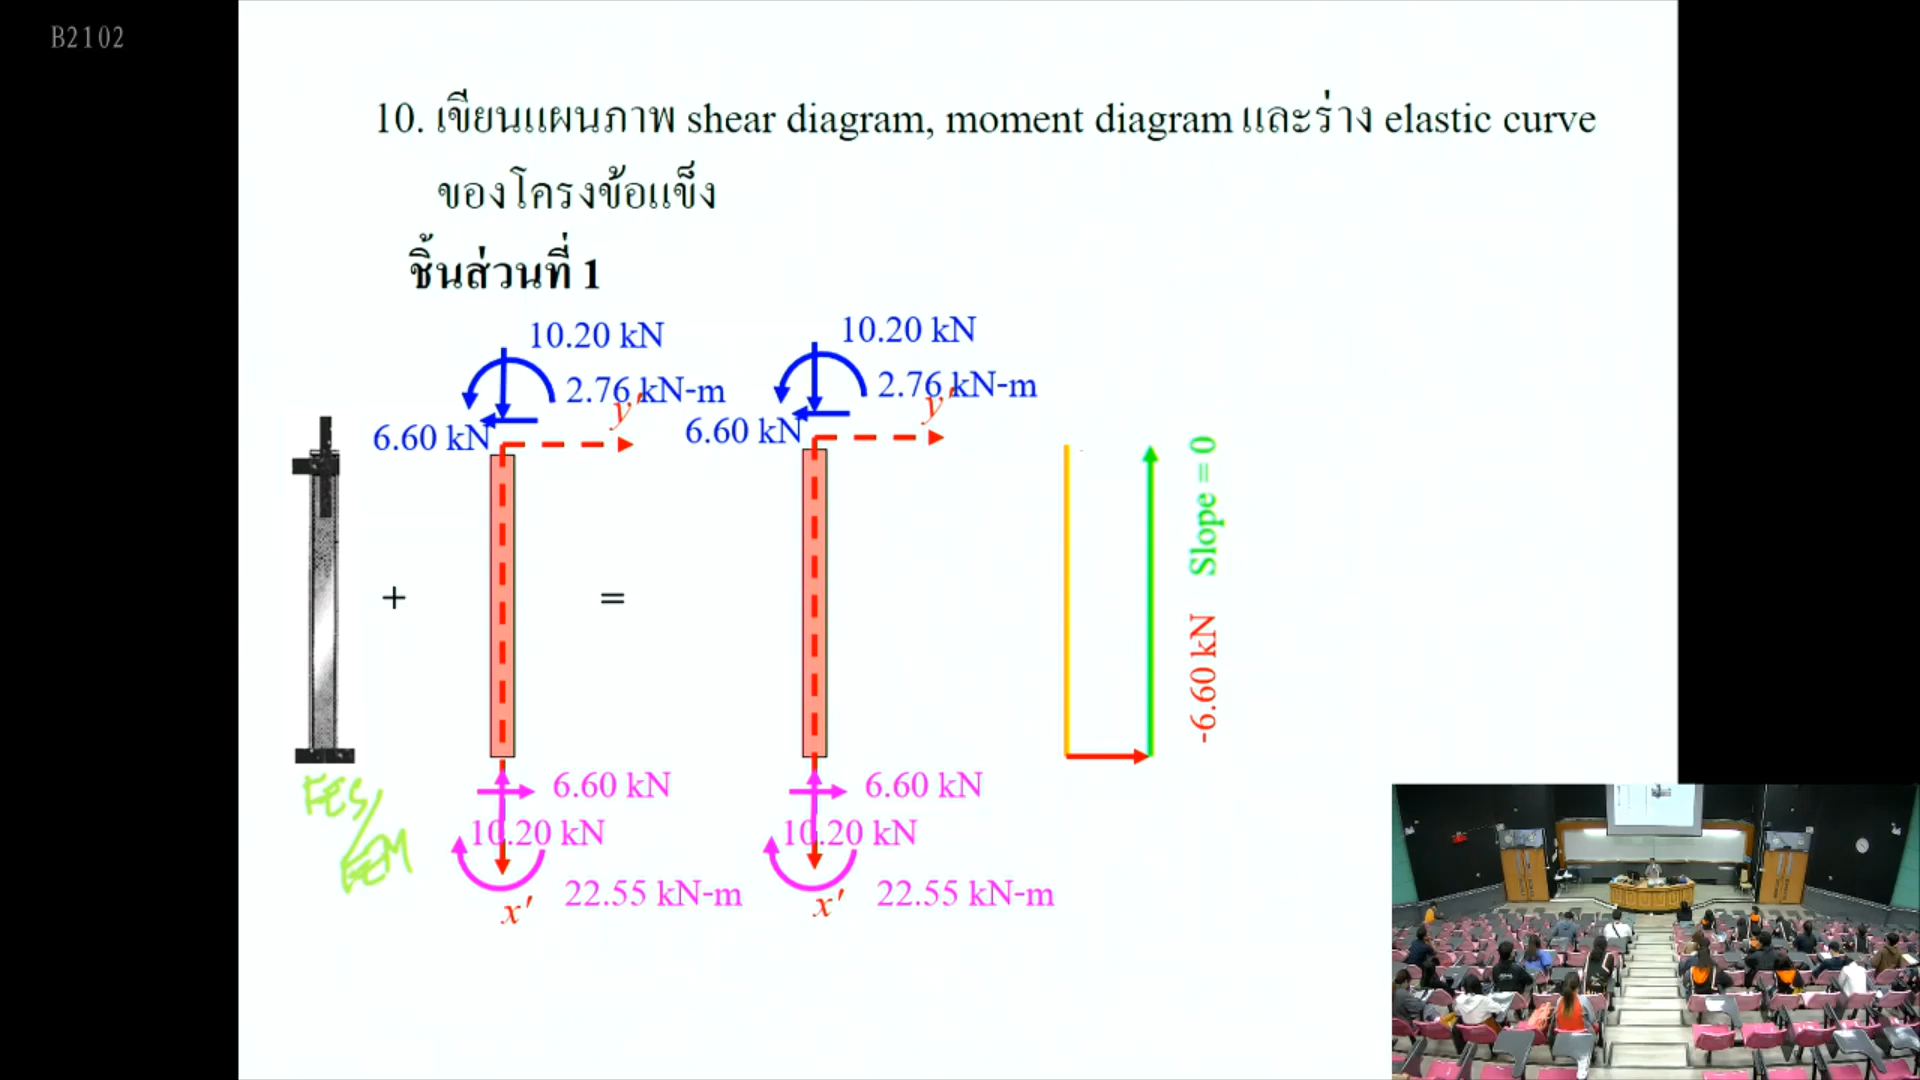 B2102
10. เขียนแผนภาพ shear diagram, moment diagram และร่าง elastic curve
ของโครงข้อแข็ง
ชิ้นส่วนที่ 1
10.20 kN
2.76 kN-m
y'
6.60 kN
10.20 kN
2.76 kN-m
y'
6.60 kN
+
=
-6.60 kN Slope = 0
FES/
FEM
6.60 kN
10.20 kN
22.55 kN-m
x'
6.60 kN
10.20 kN
22.55 kN-m
x'